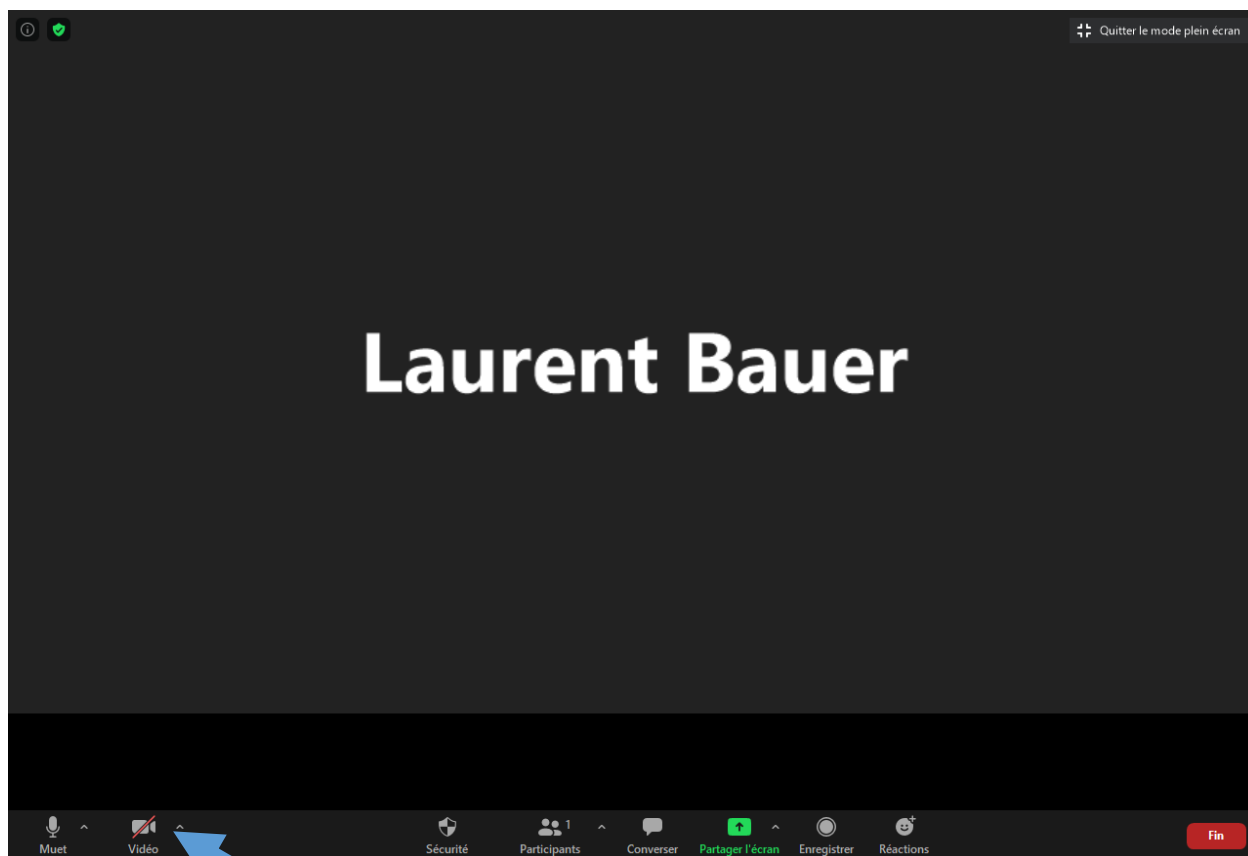 Quitter le mode plein écran
Laurent Bauer
Muet
Vidéo
Sécurité
Participants
1
Converser
Partager l'écran
Enregistrer
Réactions
Fin